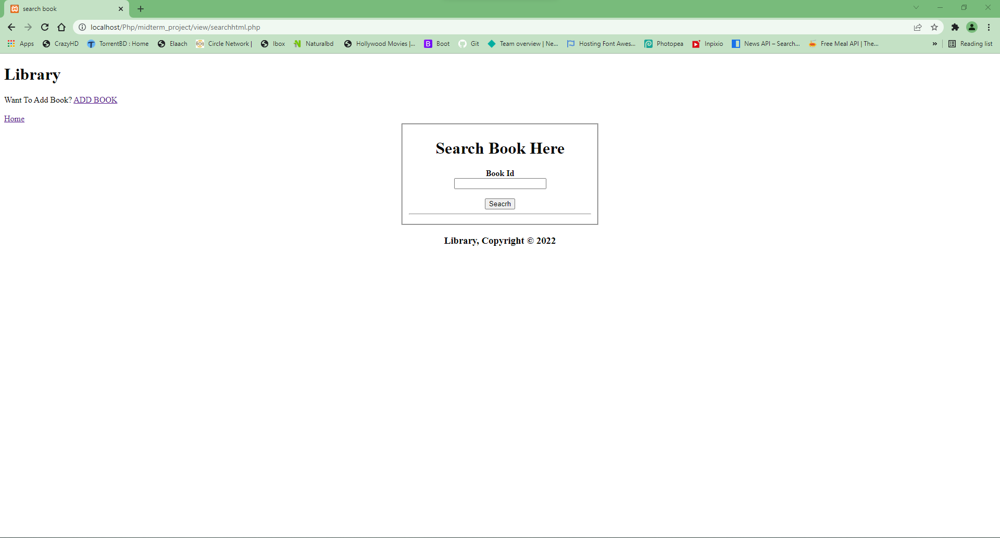 search book
localhost/Php/midterm_project/view/searchhtml.php
Apps CrazyHD TorrentBD : Home Elaach Circle Network | Ibox Naturalbd Hollywood Movies |... Boot Git Team overview | Ne... Hosting Font Awes... Photopea Inpixio News API – Search... Free Meal API | The... » Reading list
Library
Want To Add Book? ADD BOOK
Home
Search Book Here
Book Id
Seacrh
Library, Copyright © 2022